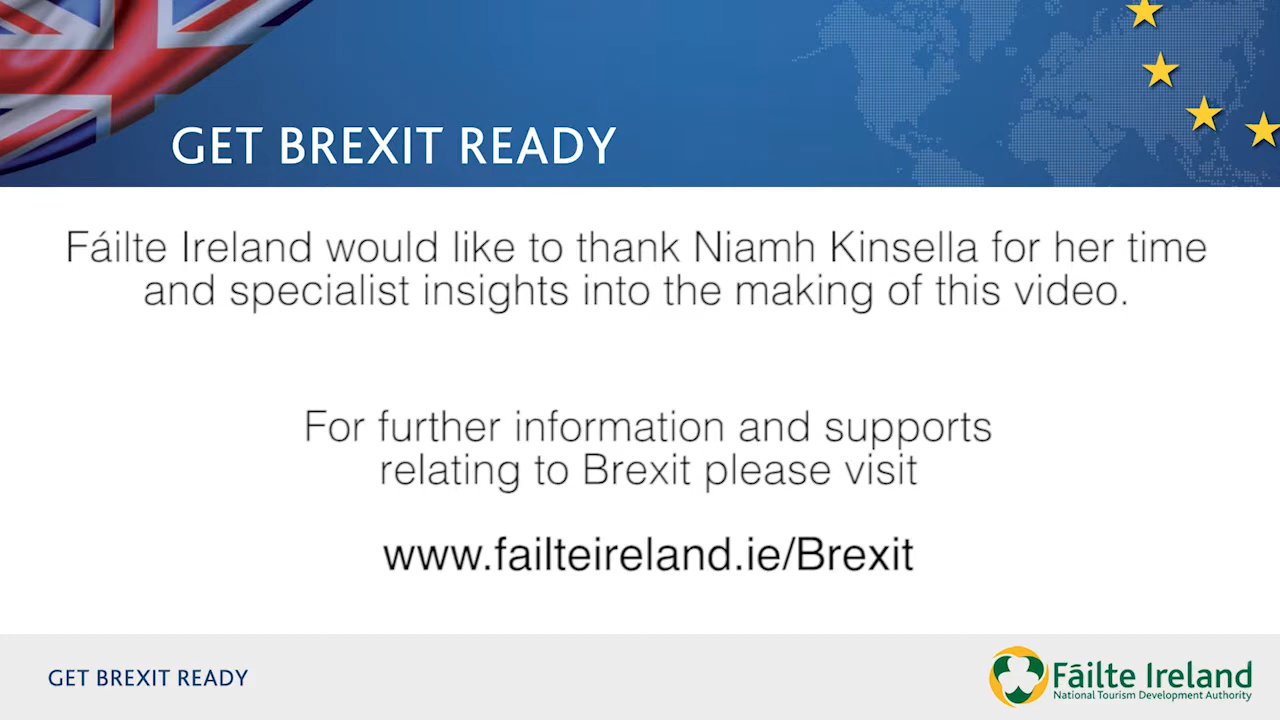 GET BREXIT READY
Fáilte Ireland would like to thank Niamh Kinsella for her time
and specialist insights into the making of this video.
For further information and supports
relating to Brexit please visit
www.failteireland.ie/Brexit
GET BREXIT READY
Fáilte Ireland
National Tourism Development Authority